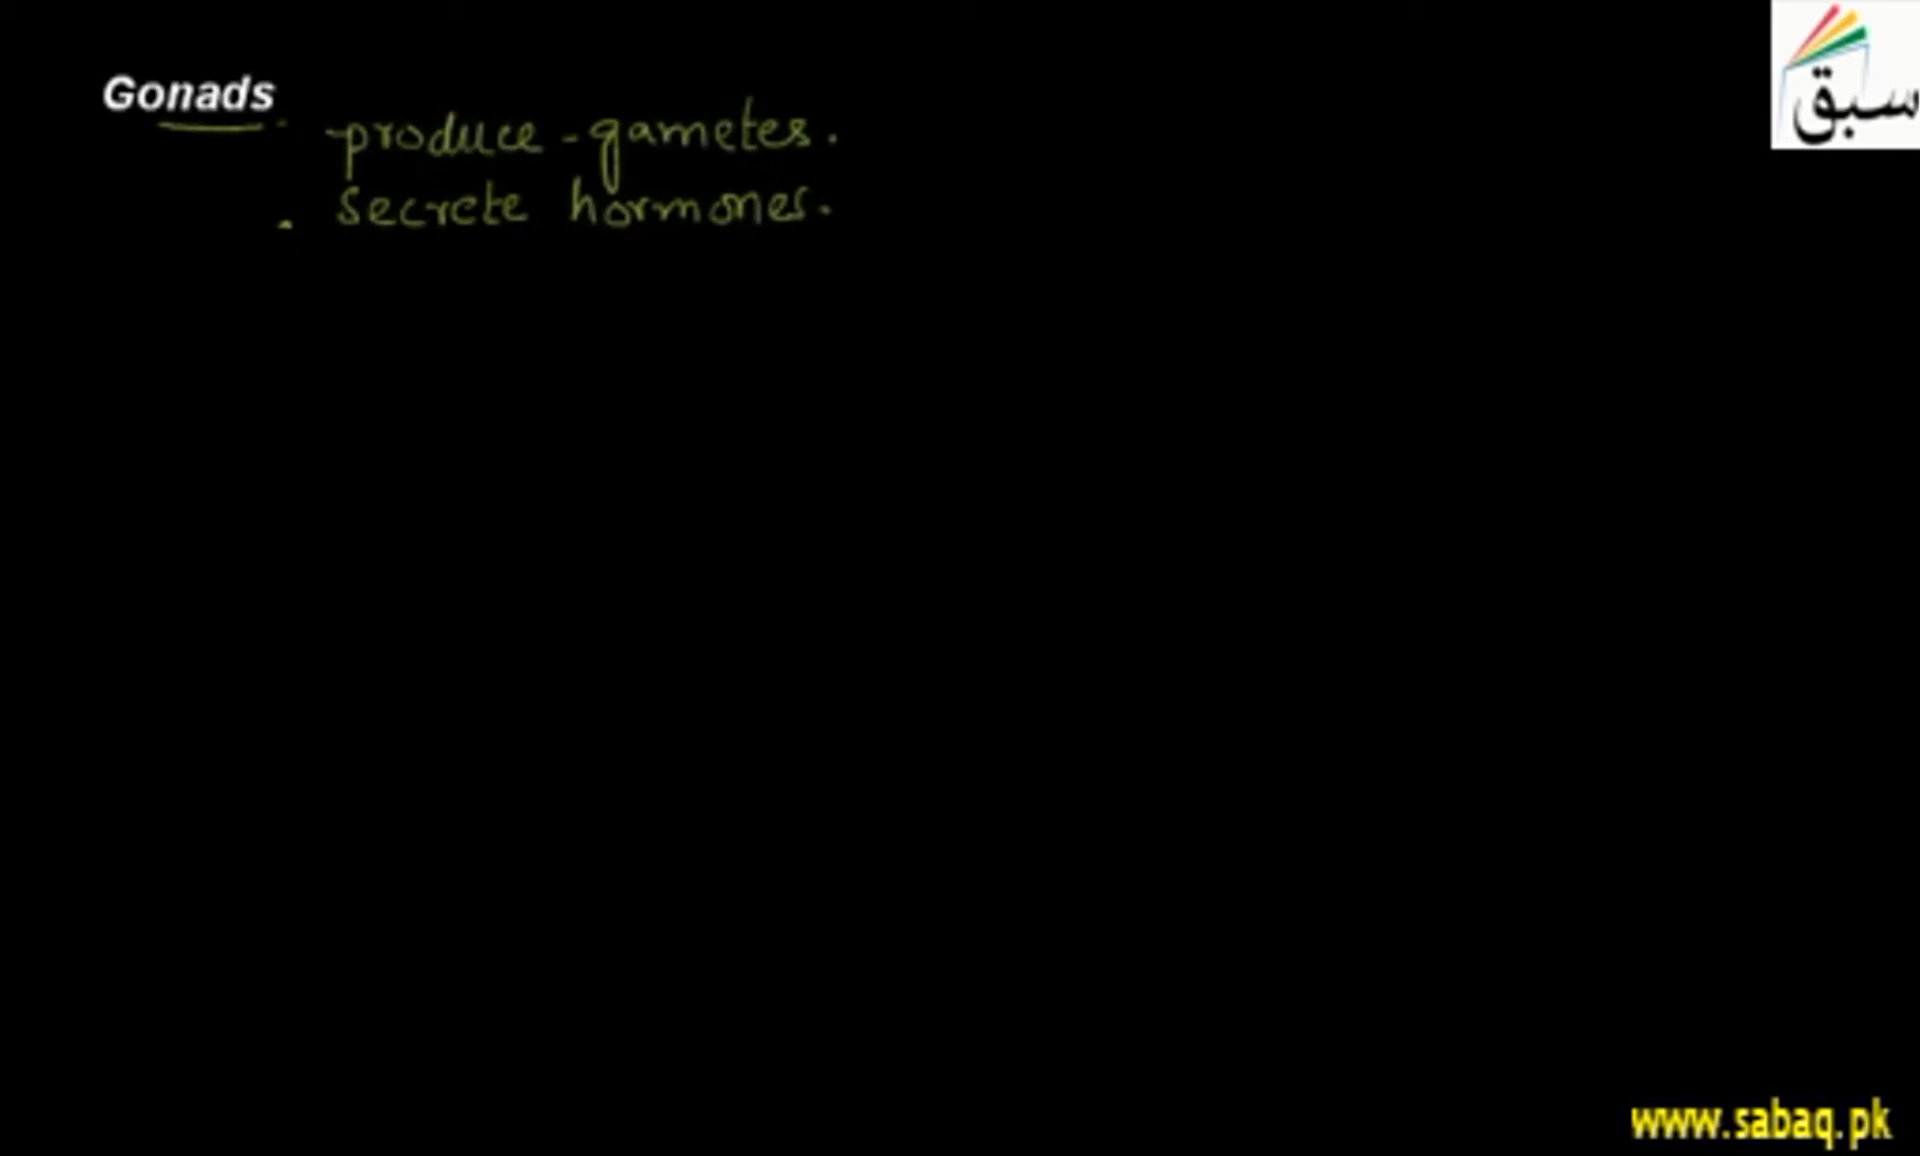 Gonads
produce - gametes.
. secrete hormones.
سبق
www.sabaq.pk